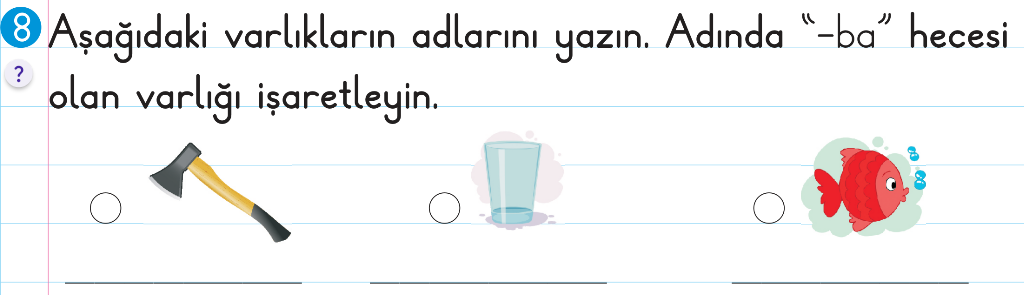 8 Aşağıdaki varlıkların adlarını yazın. Adında “-ba” hecesi
? olan varlığı işaretleyin.